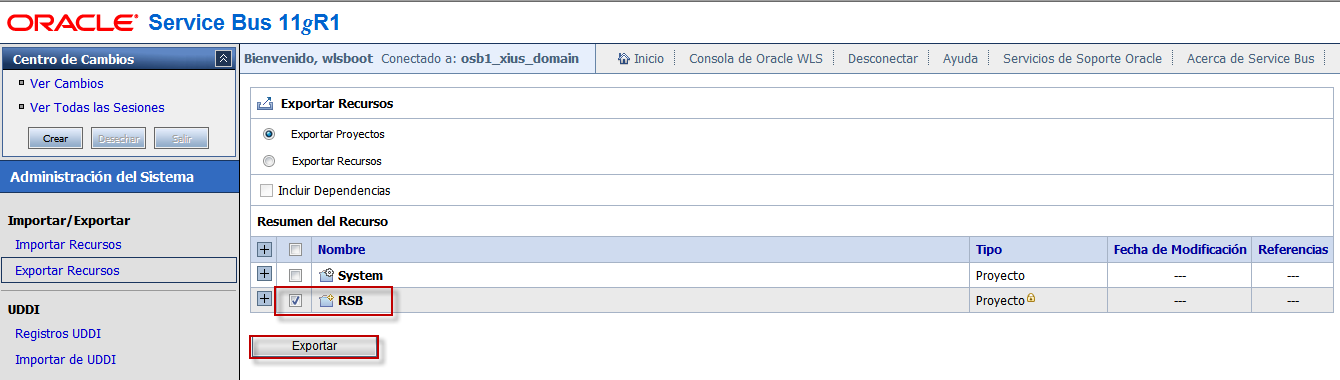 ORACLE Service Bus 11gR1
Centro de Cambios
Ver Cambios
Ver Todas las Sesiones
Crear Desechar Salir
Administración del Sistema
Importar/Exportar
Importar Recursos
Exportar Recursos
UDDI
Registros UDDI
Importar de UDDI
Bienvenido, wlsboot Conectado a: osb1_xius_domain Inicio Consola de Oracle WLS Desconectar Ayuda Servicios de Soporte Oracle Acerca de Service Bus
Exportar Recursos
Exportar Proyectos
Exportar Recursos
Incluir Dependencias
Resumen del Recurso
Nombre Tipo Fecha de Modificación Referencias
System Proyecto --- ---
RSB Proyecto --- ---
Exportar